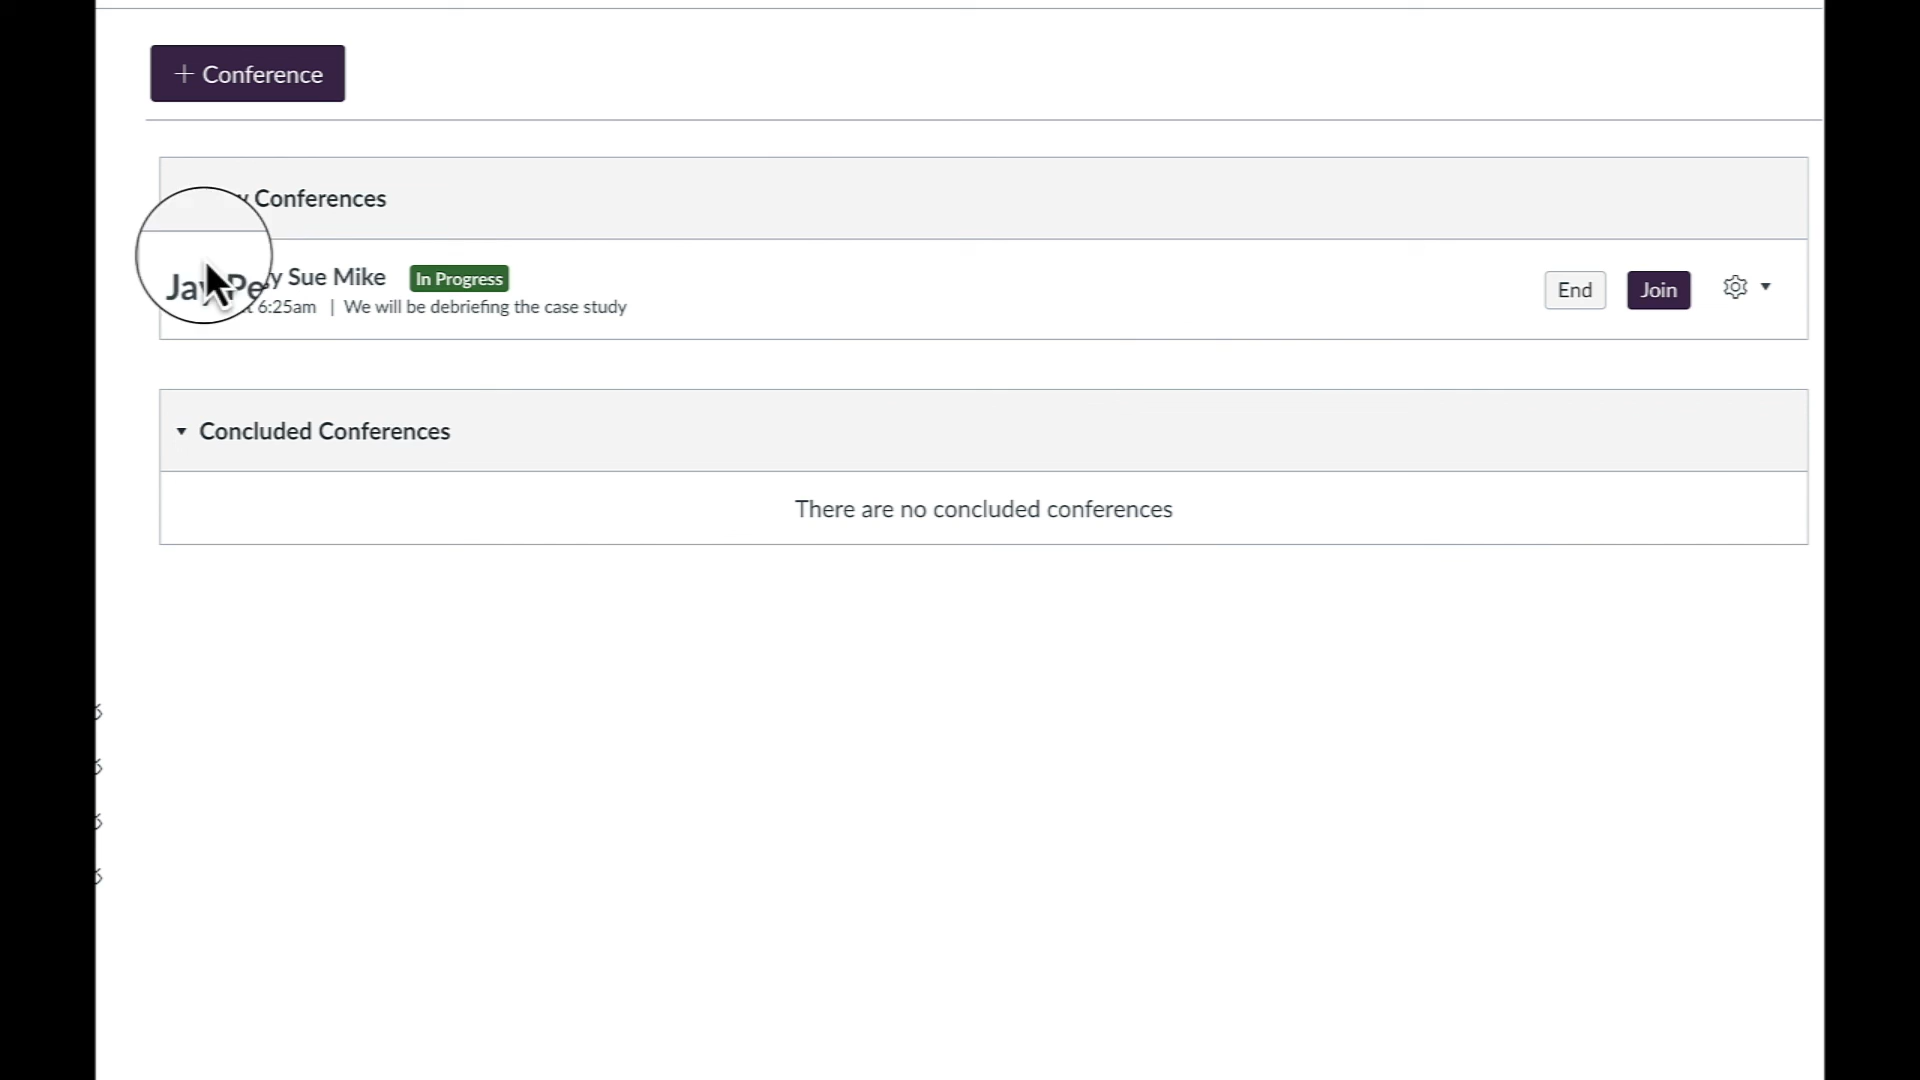 + Conference
Conferences
Sue Mike In Progress
6:25am | We will be debriefing the case study
End
Join
Concluded Conferences
There are no concluded conferences